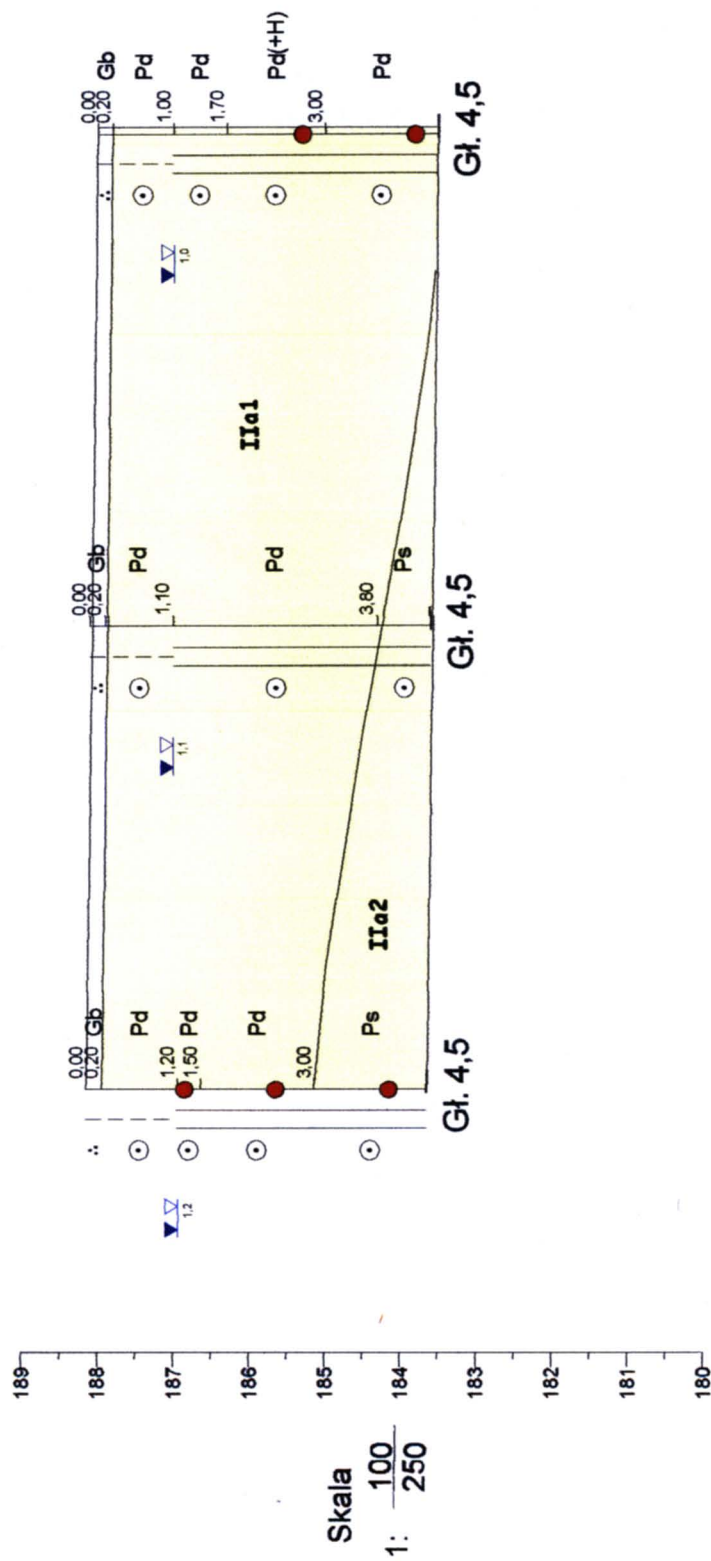 Skala
1: 100
250
189
188
187
186
185
184
183
182
181
180
1,2
0,00
0,20
Gb
Pd
1,20
1,50
Pd
Pd
3,00
Ps
Gł. 4,5
IIa2
1,1
0,00
0,20
Gb
Pd
1,10
Pd
3,80
Ps
Gł. 4,5
IIa1
1,0
0,00
0,20
Gb
Pd
1,00
Pd
1,70
Pd(+H)
3,00
Pd
Gł. 4,5